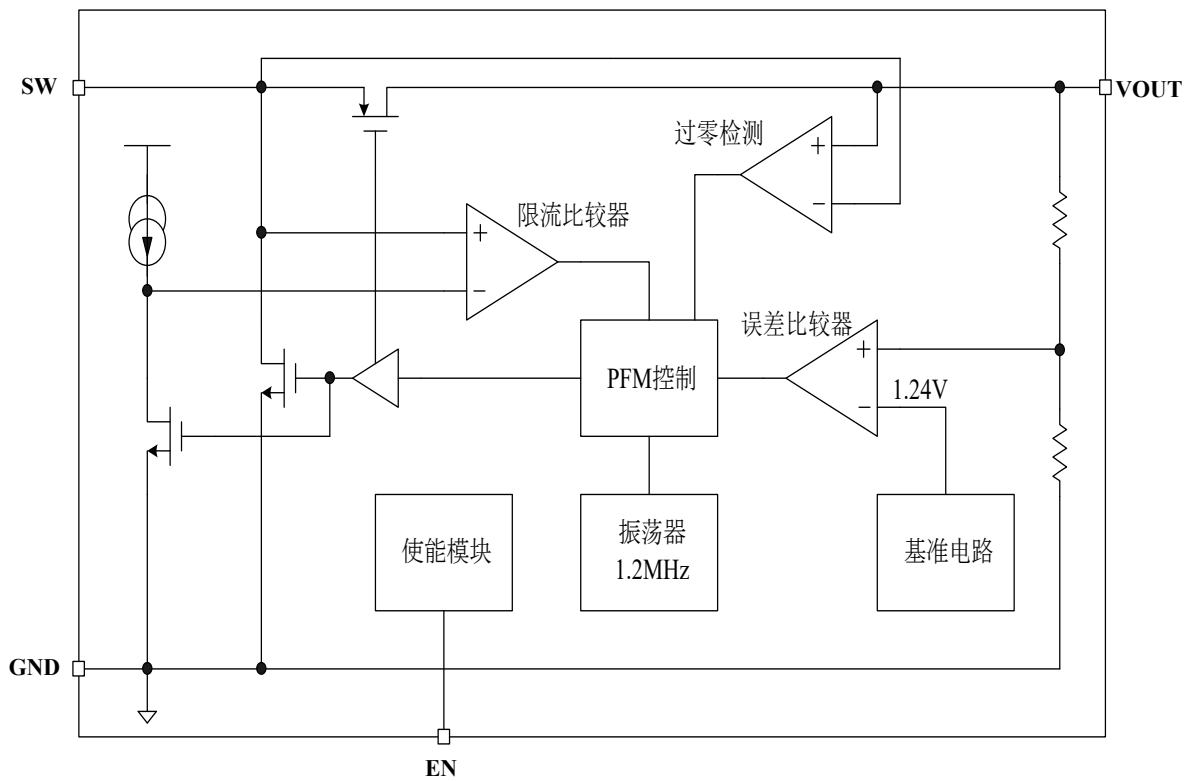 SW
VOUT
过零检测
+
−
限流比较器
+
−
误差比较器
+
PFM控制
1.24V
−
使能模块
振荡器
1.2MHz
基准电路
GND
EN